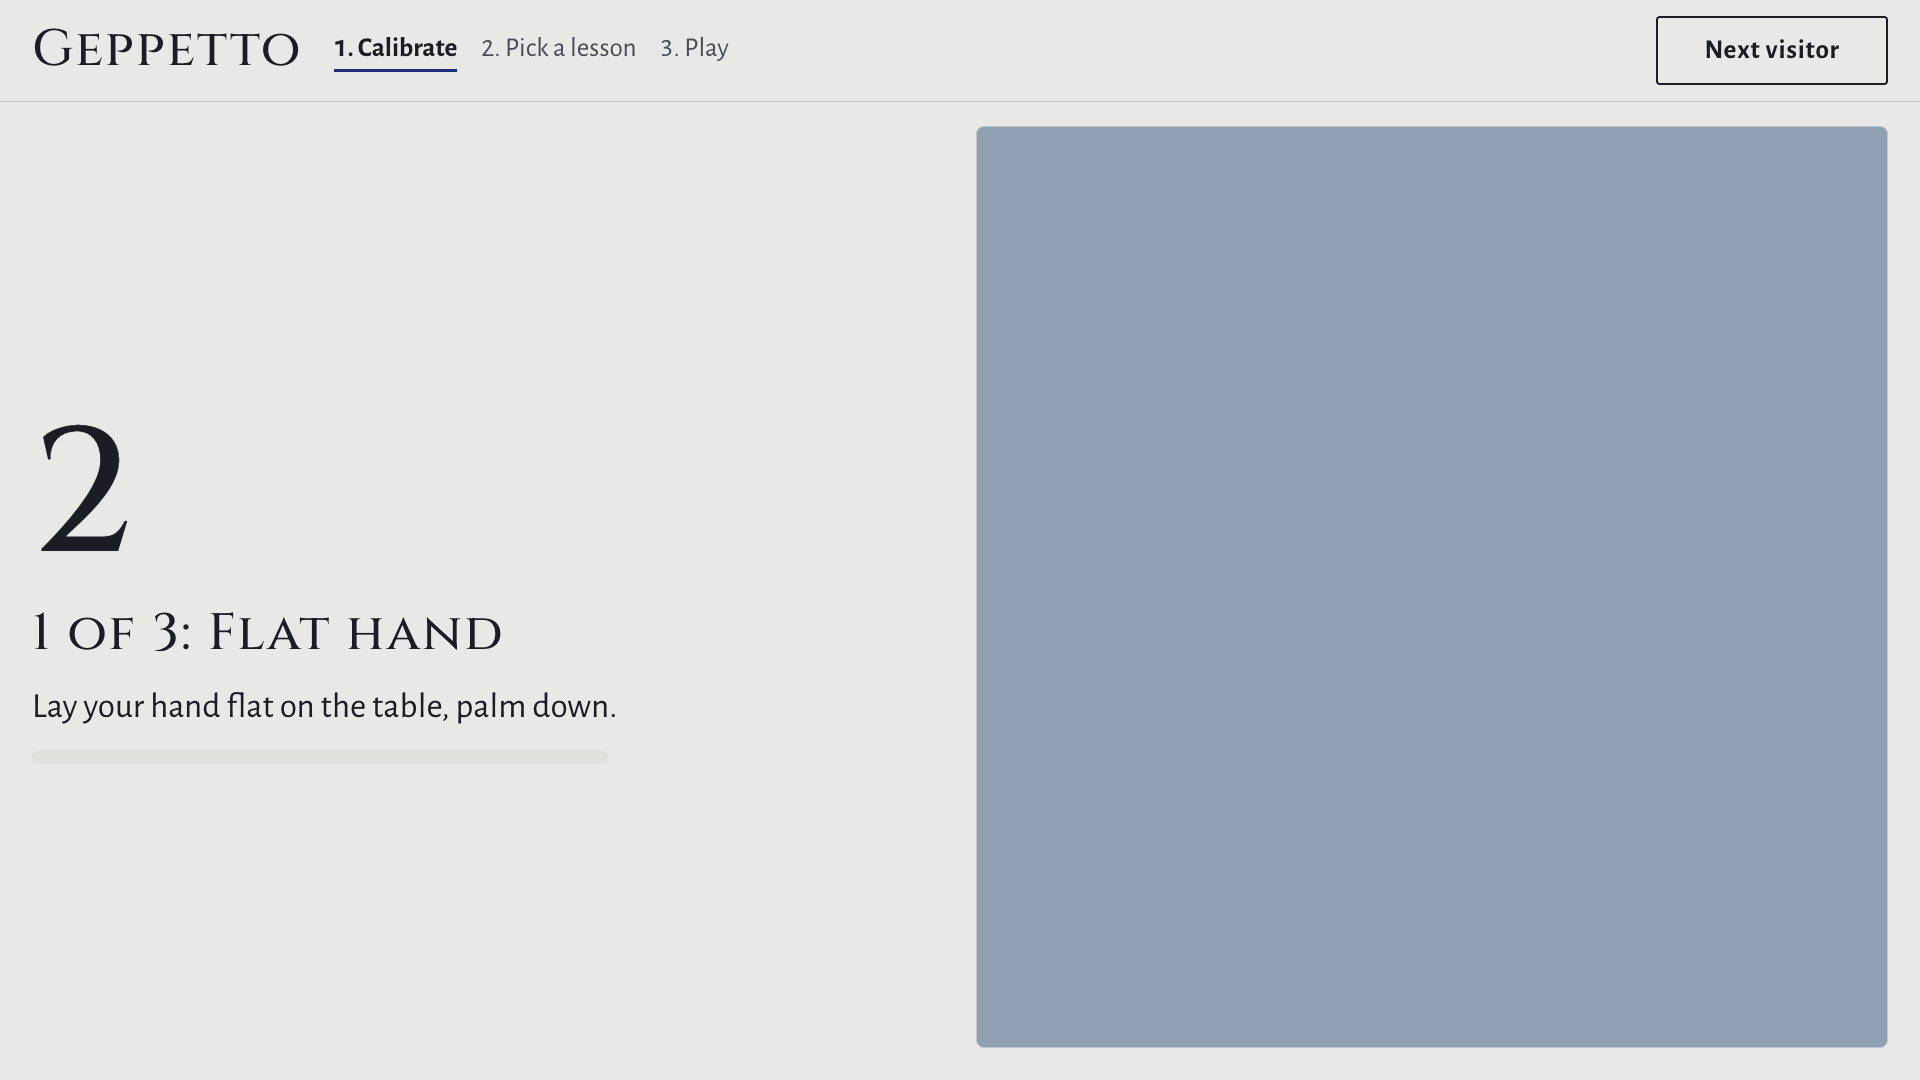 Geppetto
1. Calibrate 2. Pick a lesson 3. Play
Next visitor
2
1 of 3: Flat hand
Lay your hand flat on the table, palm down.